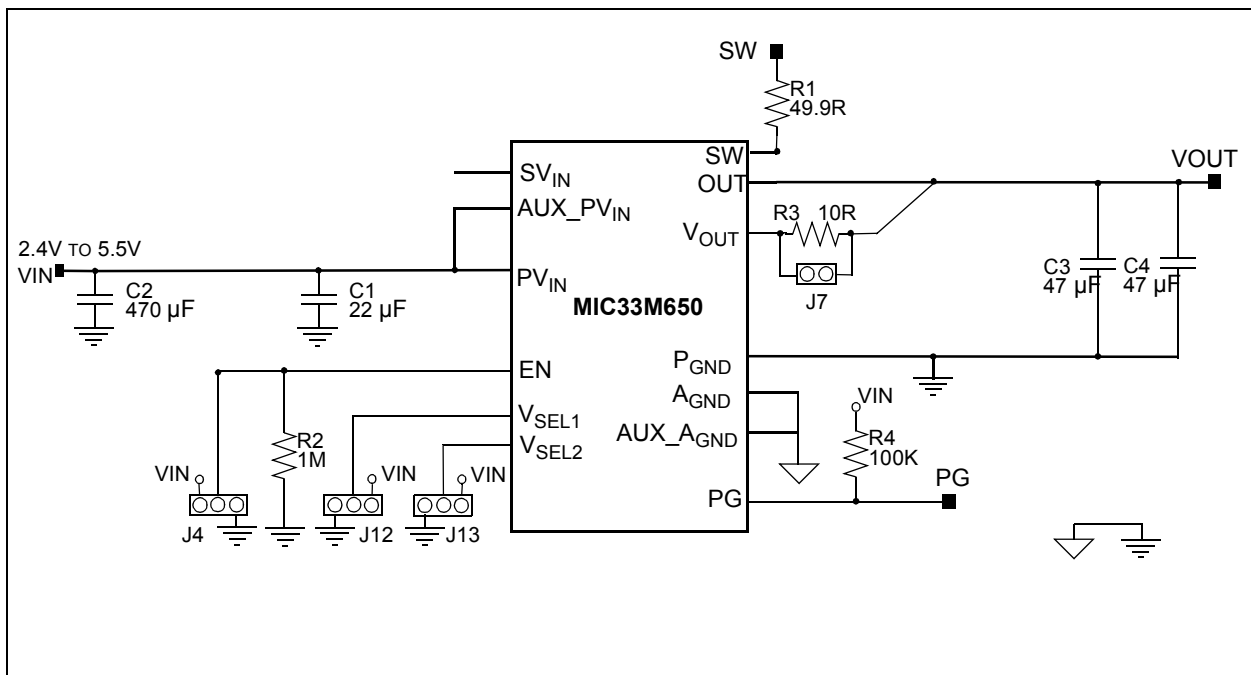 SW
R1
49.9R
SW
VOUT
SVIN
OUT
AUX_PVIN
R3 10R
VOUT
2.4V TO 5.5V
VIN
PVIN
C2
470 µF
C1
22 µF
MIC33M650
J7
C3
47 µF
C4
47 µF
EN
PGND
AGND
VIN
VSEL1
AUX_AGND
R4
100K
VSEL2
R2
1M
VIN
VIN
VIN
PG
PG
J4
J12
J13